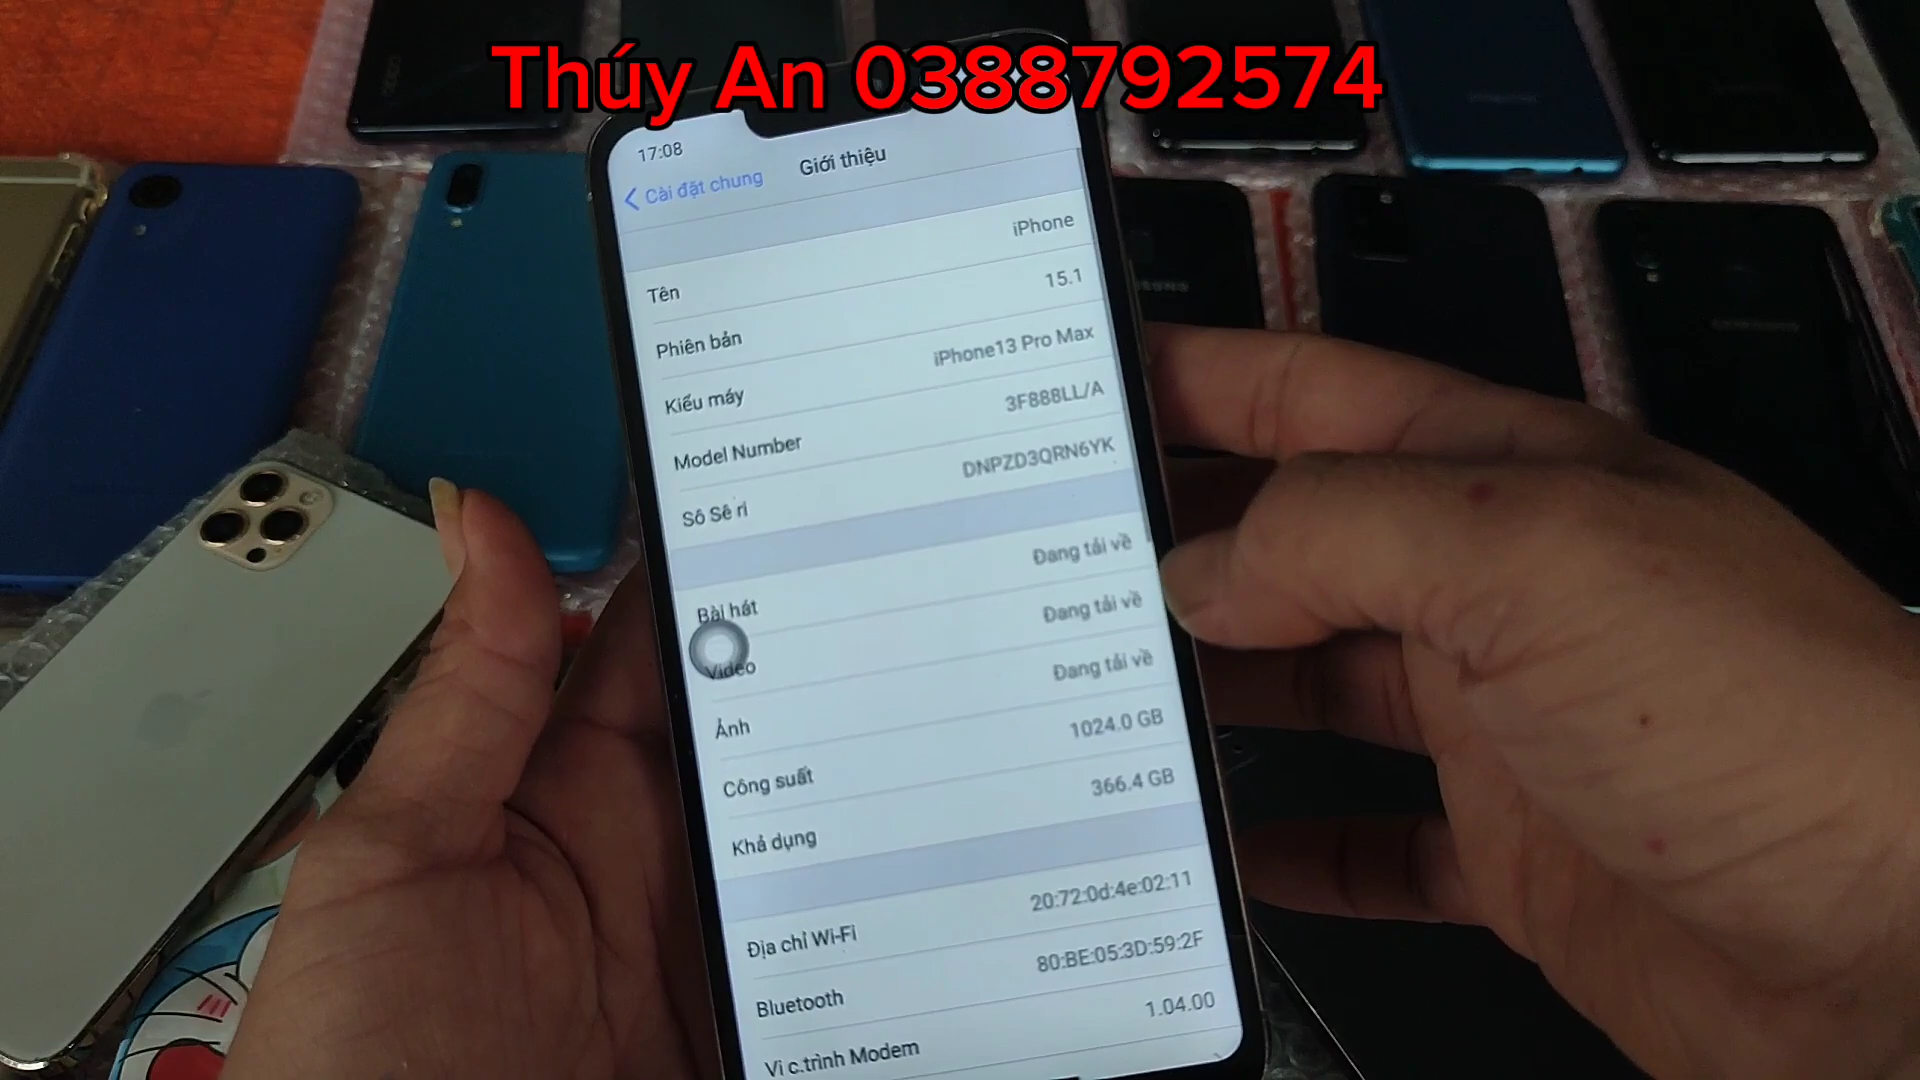 Thúy An 0388792574
17:08
Cài đặt chung
Giới thiệu
Tên
iPhone
Phiên bản
15.1
Kiểu máy
iPhone13 Pro Max
Model Number
3F888LL/A
Sô Sê ri
DNPZD3QRN6YK
Bài hát
Đang tải về
Video
Đang tải về
Ảnh
Đang tải về
Công suất
1024.0 GB
Khả dụng
366.4 GB
Địa chỉ Wi-Fi
20:72:0d:4e:02:11
Bluetooth
80:BE:05:3D:59:2F
Vi c.trình Modem
1.04.00